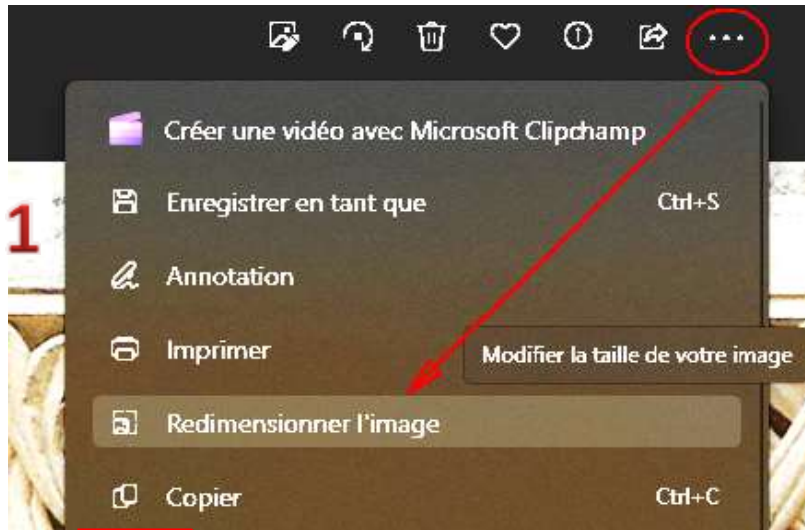 Créer une vidéo avec Microsoft Clipchamp
1
Enregistrer en tant que Ctrl+S
Annotation
Imprimer
Modifier la taille de votre image
Redimensionner l'image
Copier Ctrl+C